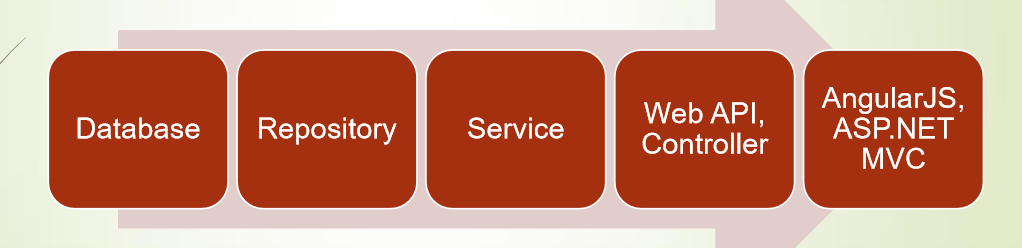 Database
Repository
Service
Web API,
Controller
AngularJS,
ASP.NET
MVC